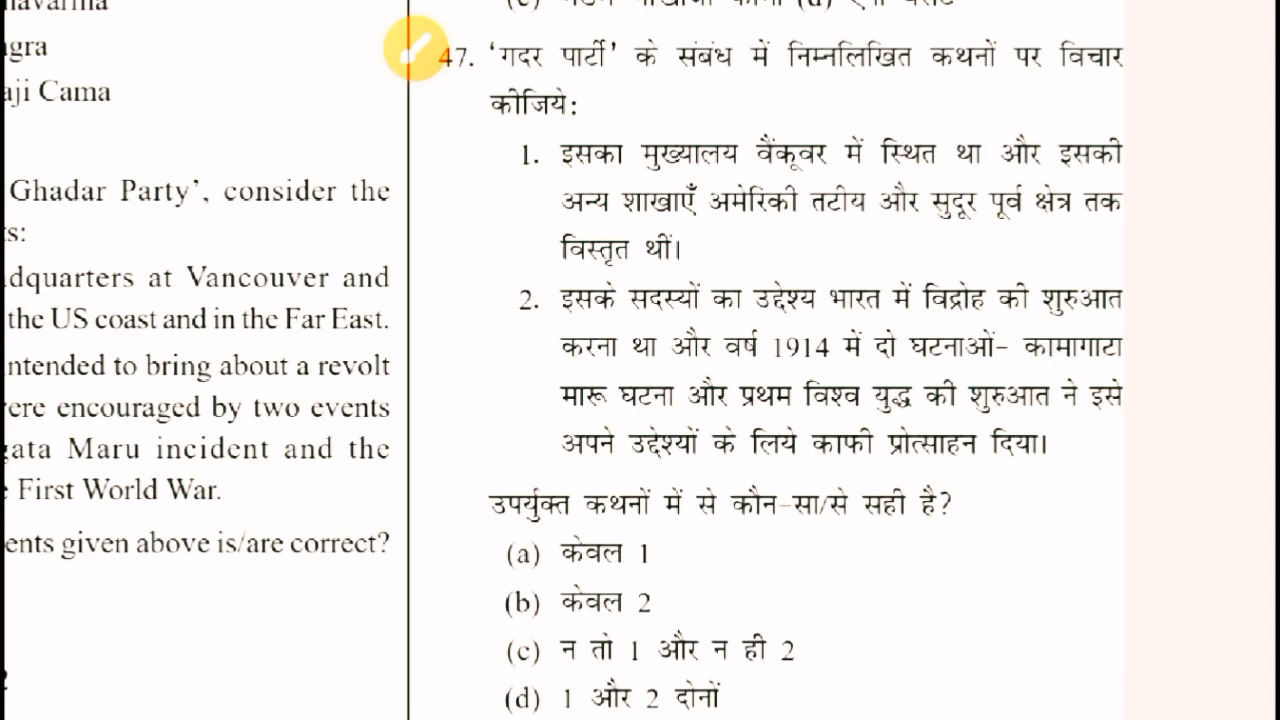 ngra
aji Cama
Ghadar Party’, consider the
s:
dquarters at Vancouver and
the US coast and in the Far East.
ntended to bring about a revolt
ere encouraged by two events
gata Maru incident and the
First World War.
ents given above is/are correct?
47. ‘गदर पार्टी’ के संबंध में निम्नलिखित कथनों पर विचार
कीजिये:
1. इसका मुख्यालय वैंकूवर में स्थित था और इसकी
अन्य शाखाएँ अमेरिकी तटीय और सुदूर पूर्व क्षेत्र तक
विस्तृत थीं।
2. इसके सदस्यों का उद्देश्य भारत में विद्रोह की शुरुआत
करना था और वर्ष 1914 में दो घटनाओं- कामागाटा
मारू घटना और प्रथम विश्व युद्ध की शुरुआत ने इसे
अपने उद्देश्यों के लिये काफी प्रोत्साहन दिया।
उपर्युक्त कथनों में से कौन-सा/से सही है?
(a) केवल 1
(b) केवल 2
(c) न तो 1 और न ही 2
(d) 1 और 2 दोनों